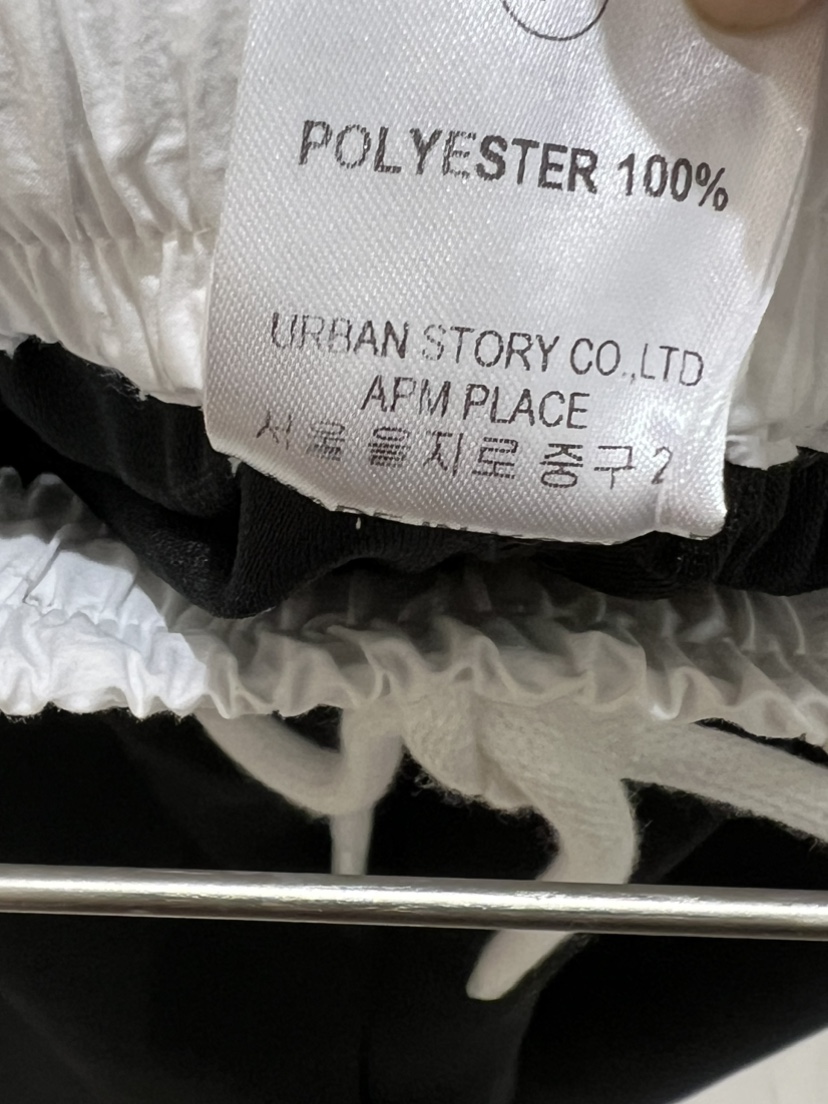 POLYESTER 100%
URBAN STORY CO.,LTD
APM PLACE
서울 을지로 중구 2